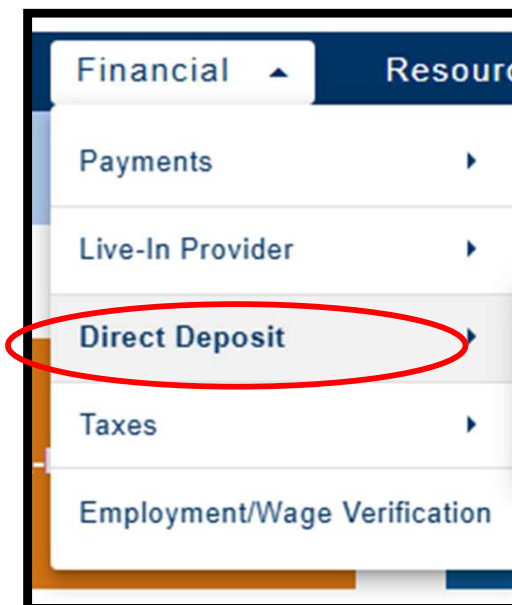 Financial Resourc
Payments
Live-In Provider
Direct Deposit
Taxes
Employment/Wage Verification